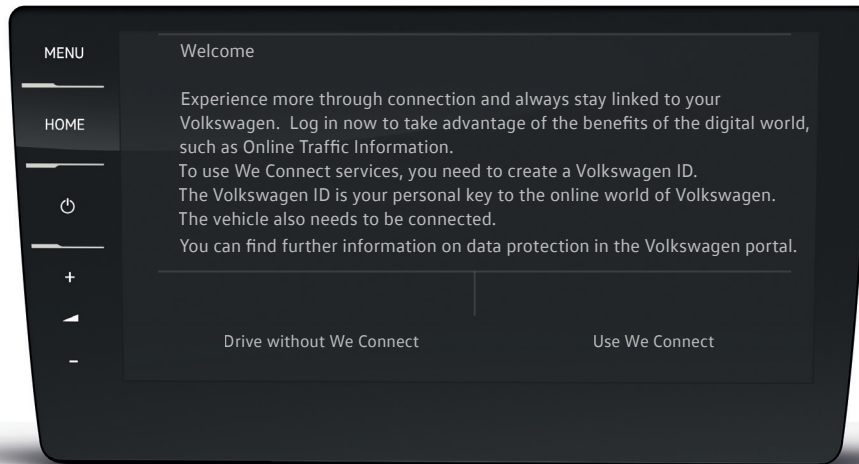 MENU
HOME
+
-
Welcome
Experience more through connection and always stay linked to your
Volkswagen. Log in now to take advantage of the benefits of the digital world,
such as Online Traffic Information.
To use We Connect services, you need to create a Volkswagen ID.
The Volkswagen ID is your personal key to the online world of Volkswagen.
The vehicle also needs to be connected.
You can find further information on data protection in the Volkswagen portal.
Drive without We Connect
Use We Connect